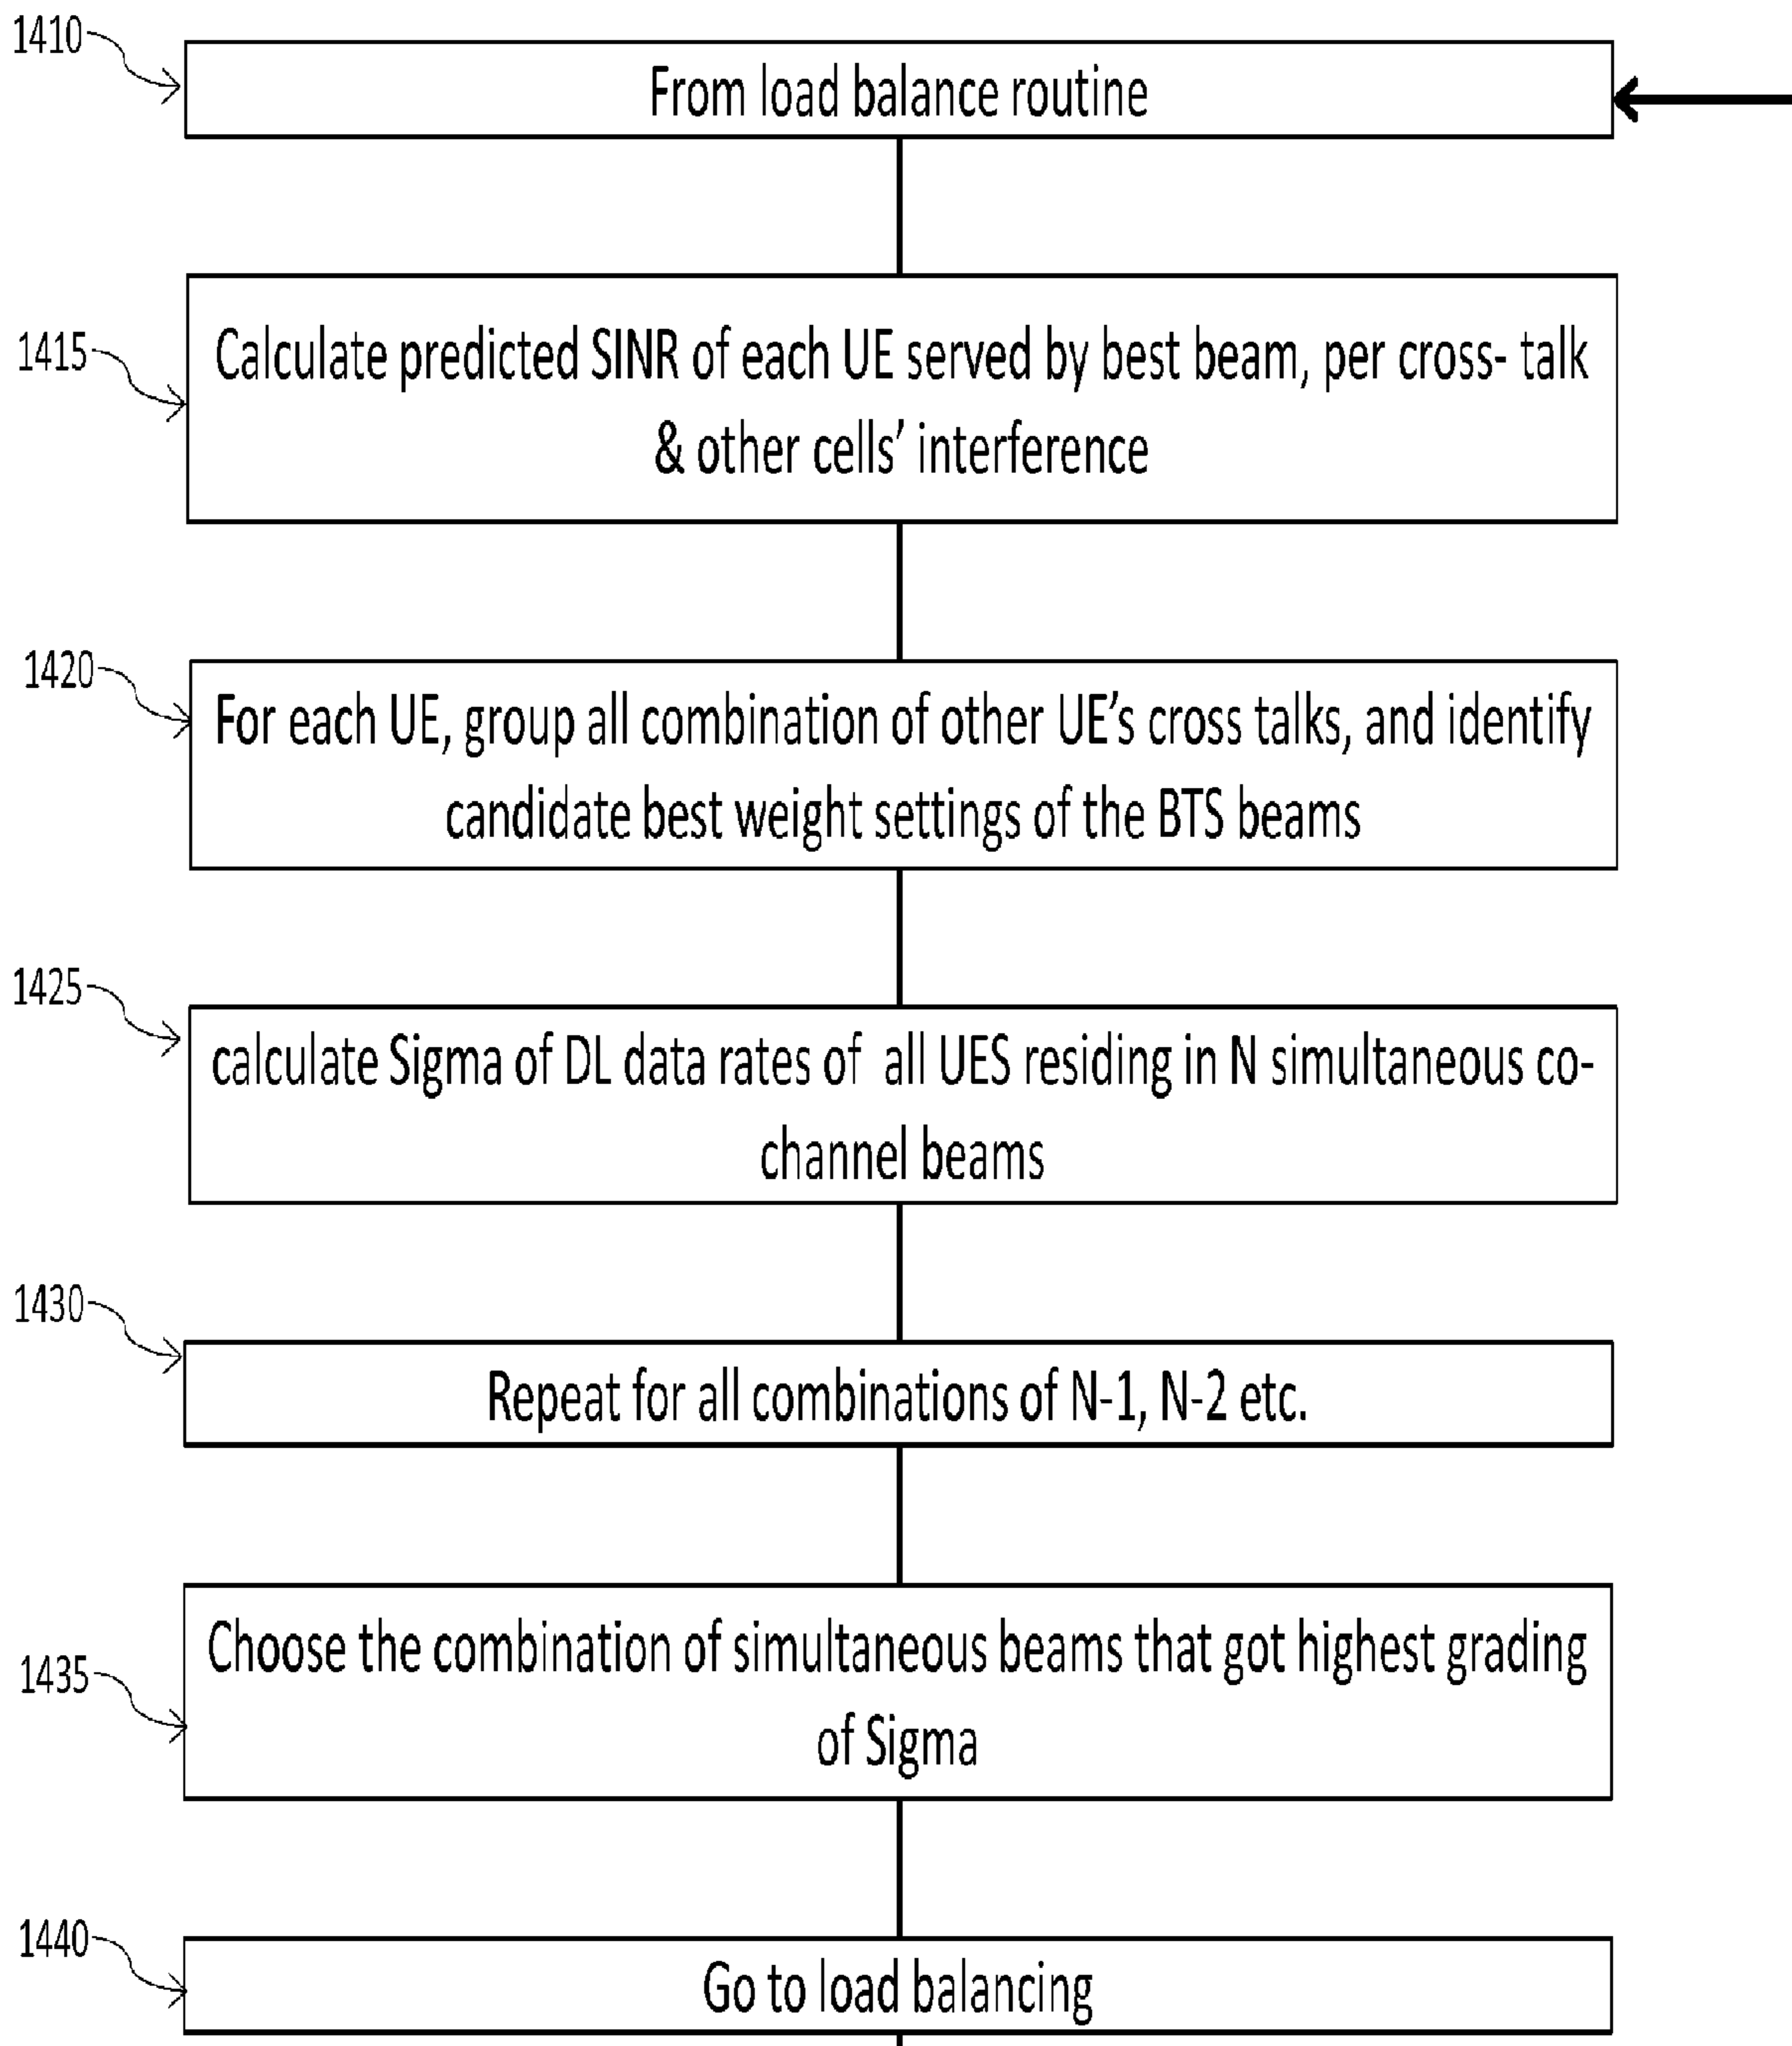 1410
From load balance routine
1415
Calculate predicted SINR of each UE served by best beam, per cross- talk
& other cells' interference
1420
For each UE, group all combination of other UE's cross talks, and identify
candidate best weight settings of the BTS beams
1425
calculate Sigma of DL data rates of  all UES residing in N simultaneous co-
channel beams
1430
Repeat for all combinations of N-1, N-2 etc.
1435
Choose the combination of simultaneous beams that got highest grading
of Sigma
1440
Go to load balancing